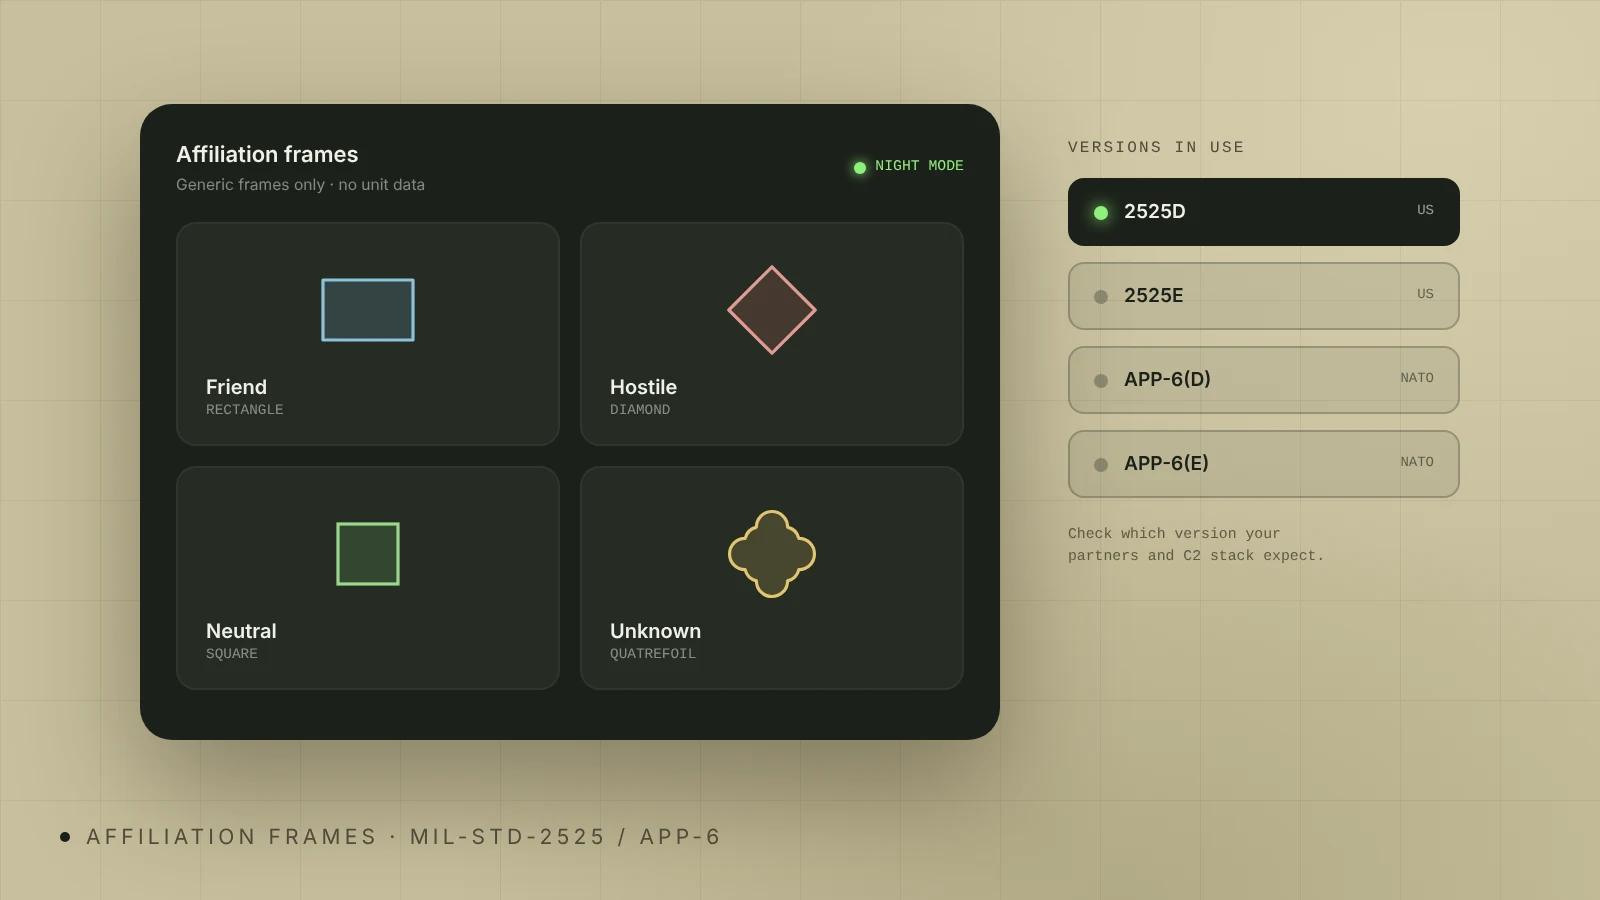 Affiliation frames
Generic frames only · no unit data
NIGHT MODE
Friend
RECTANGLE
Hostile
DIAMOND
Neutral
SQUARE
Unknown
QUATREFOIL
VERSIONS IN USE
2525D US
2525E US
APP-6(D) NATO
APP-6(E) NATO
Check which version your
partners and C2 stack expect.
AFFILIATION FRAMES · MIL-STD-2525 / APP-6